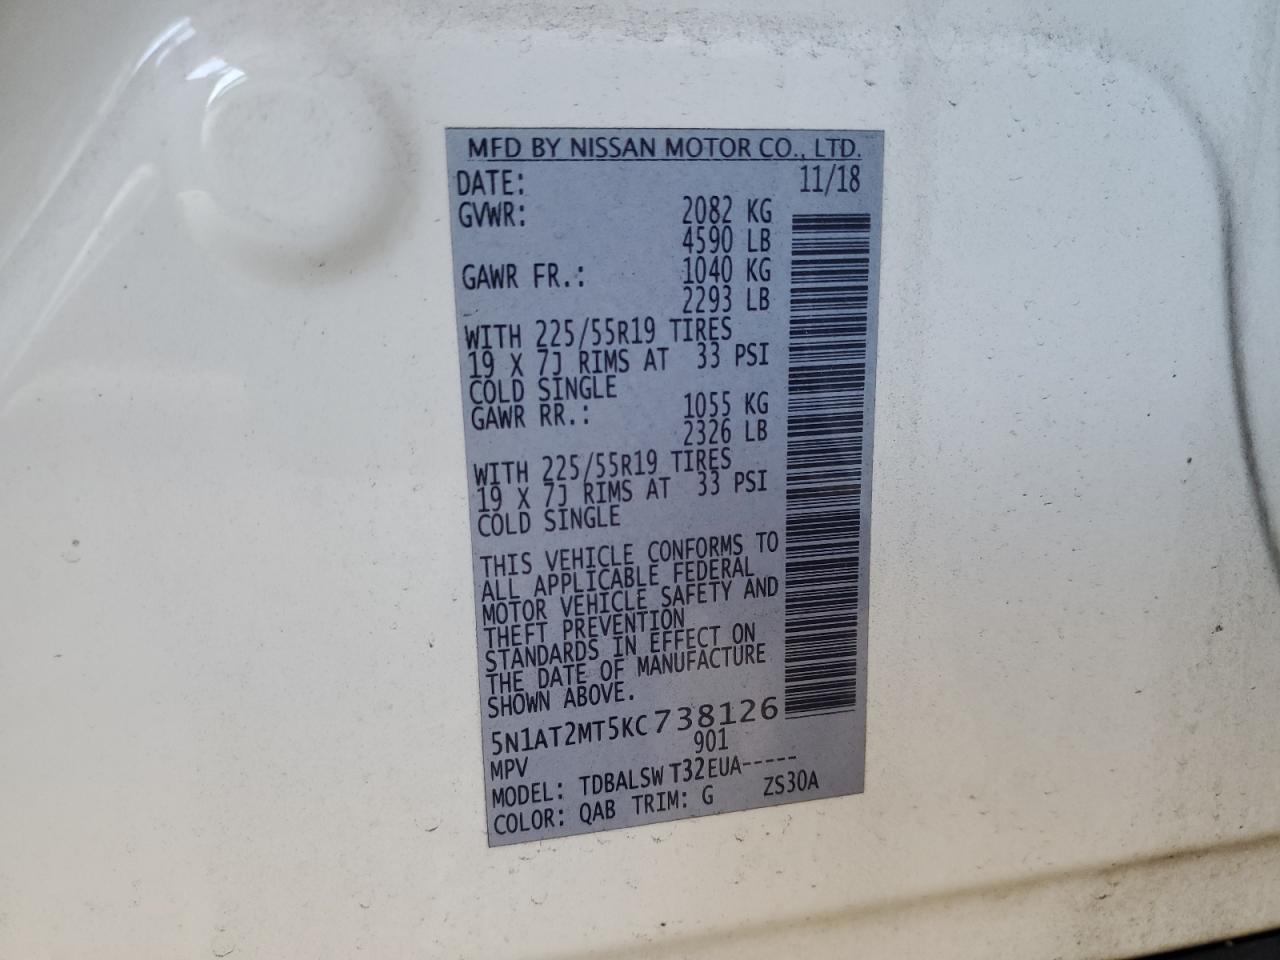 MFD BY NISSAN MOTOR CO., LTD.
DATE: 11/18
GVWR: 2082 KG
4590 LB
GAWR FR.: 1040 KG
2293 LB
WITH 225/55R19 TIRES
19 X 7J RIMS AT 33 PSI
COLD SINGLE
GAWR RR.: 1055 KG
2326 LB
WITH 225/55R19 TIRES
19 X 7J RIMS AT 33 PSI
COLD SINGLE
THIS VEHICLE CONFORMS TO
ALL APPLICABLE FEDERAL
MOTOR VEHICLE SAFETY AND
THEFT PREVENTION
STANDARDS IN EFFECT ON
THE DATE OF MANUFACTURE
SHOWN ABOVE.
5N1AT2MT5KC738126
MPV 901
MODEL: TDBALSW T32EUA-----
COLOR: QAB TRIM: G ZS30A